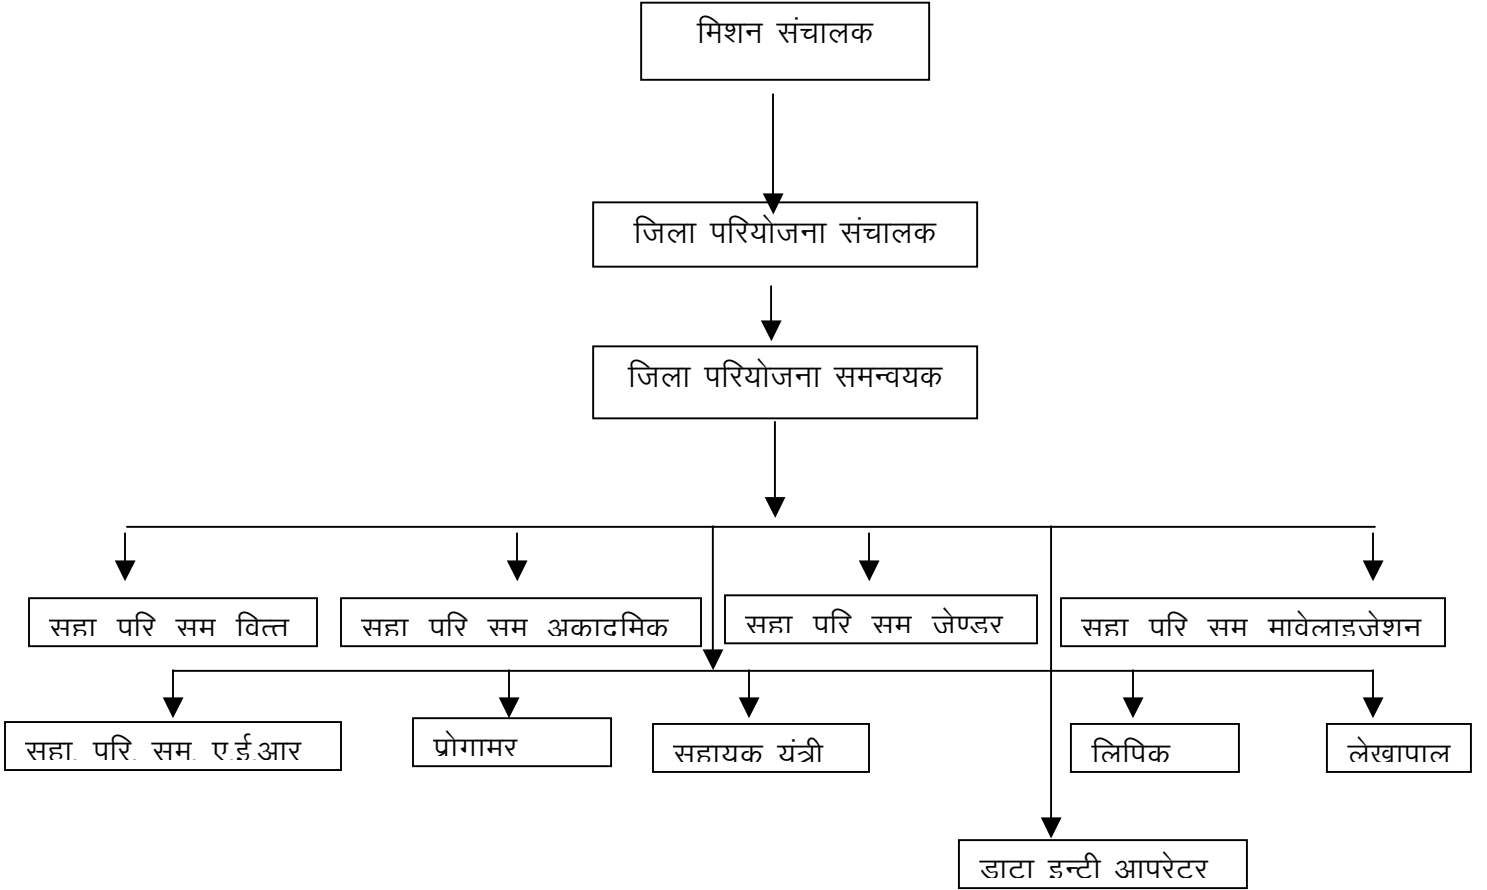 मिशन संचालक
जिला परियोजना संचालक
जिला परियोजना समन्वयक
सहा परि सम वित्त
सहा परि सम अकादमिक
सहा परि सम जेण्डर
सहा परि सम मावेलाइजेशन
सहा. परि. सम. ए.ई.आर
प्रोगामर
सहायक यंत्री
लिपिक
लेखापाल
डाटा इन्टी आपरेटर